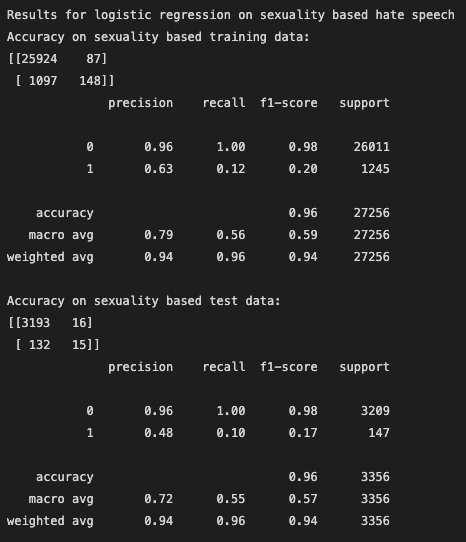 Results for logistic regression on sexuality based hate speech
Accuracy on sexuality based training data:
[[25924    87]
 [ 1097   148]]
              precision    recall  f1-score   support

           0       0.96      1.00      0.98     26011
           1       0.63      0.12      0.20      1245

    accuracy                           0.96     27256
   macro avg       0.79      0.56      0.59     27256
weighted avg       0.94      0.96      0.94     27256

Accuracy on sexuality based test data:
[[3193   16]
 [ 132   15]]
              precision    recall  f1-score   support

           0       0.96      1.00      0.98      3209
           1       0.48      0.10      0.17       147

    accuracy                           0.96      3356
   macro avg       0.72      0.55      0.57      3356
weighted avg       0.94      0.96      0.94      3356